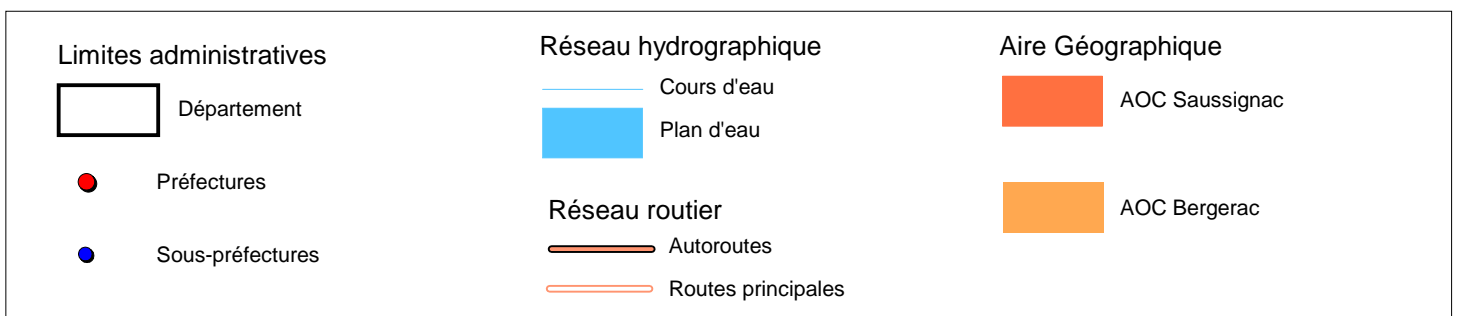 Limites administratives
Département
Préfectures
Sous-préfectures
Réseau hydrographique
Cours d'eau
Plan d'eau
Réseau routier
Autoroutes
Routes principales
Aire Géographique
AOC Saussignac
AOC Bergerac